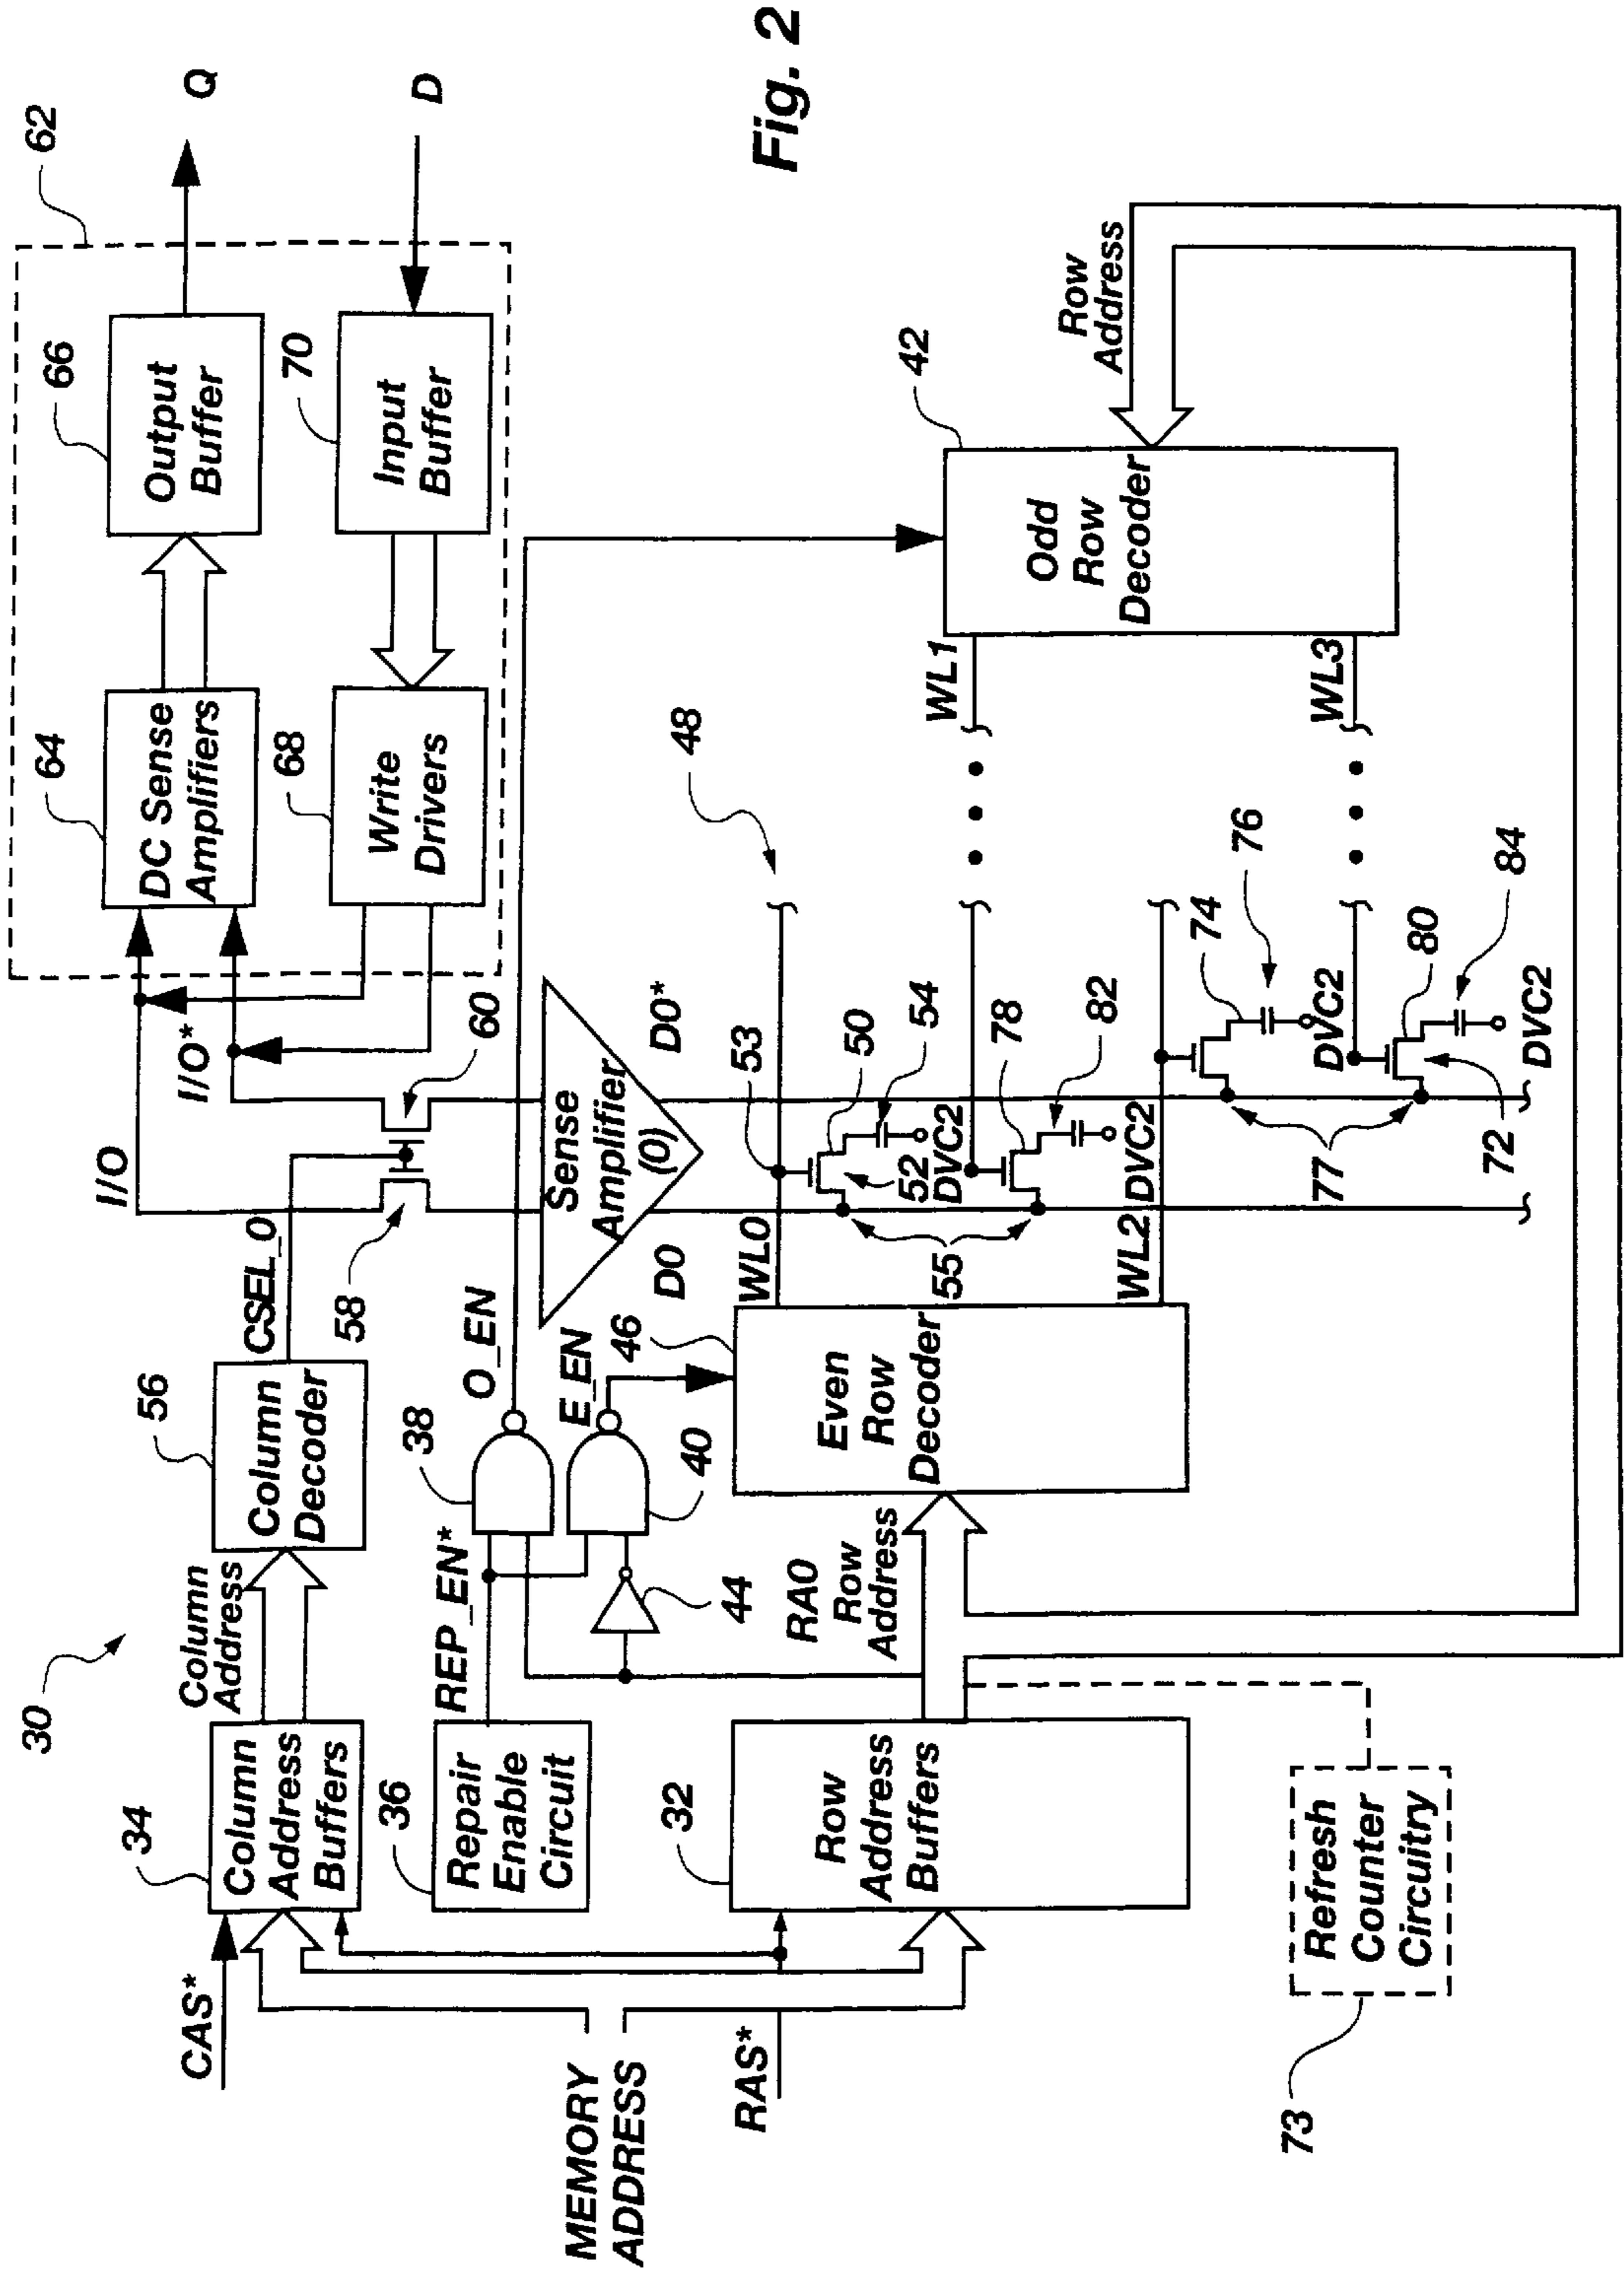 30
34
CAS*
Column
Address
Buffers
Column
Address
56
Column
Decoder
CSEL_0
58
60
I/O
I/O*
62
64
DC Sense
Amplifiers
66
Output
Buffer
Q
68
Write
Drivers
70
Input
Buffer
D
36
Repair
Enable
Circuit
REP_EN*
38
O_EN
E_EN
40
44
46
Sense
Amplifier
(0)
D0
D0*
MEMORY
ADDRESS
RAS*
32
Row
Address
Buffers
RA0
Row
Address
Even
Row
Decoder
WL0
53
48
50
52
54
DVC2
55
78
82
DVC2
WL2
WL1
WL3
74
76
DVC2
77
80
84
72
DVC2
42
Odd
Row
Decoder
Row
Address
73
Refresh
Counter
Circuitry
Fig. 2